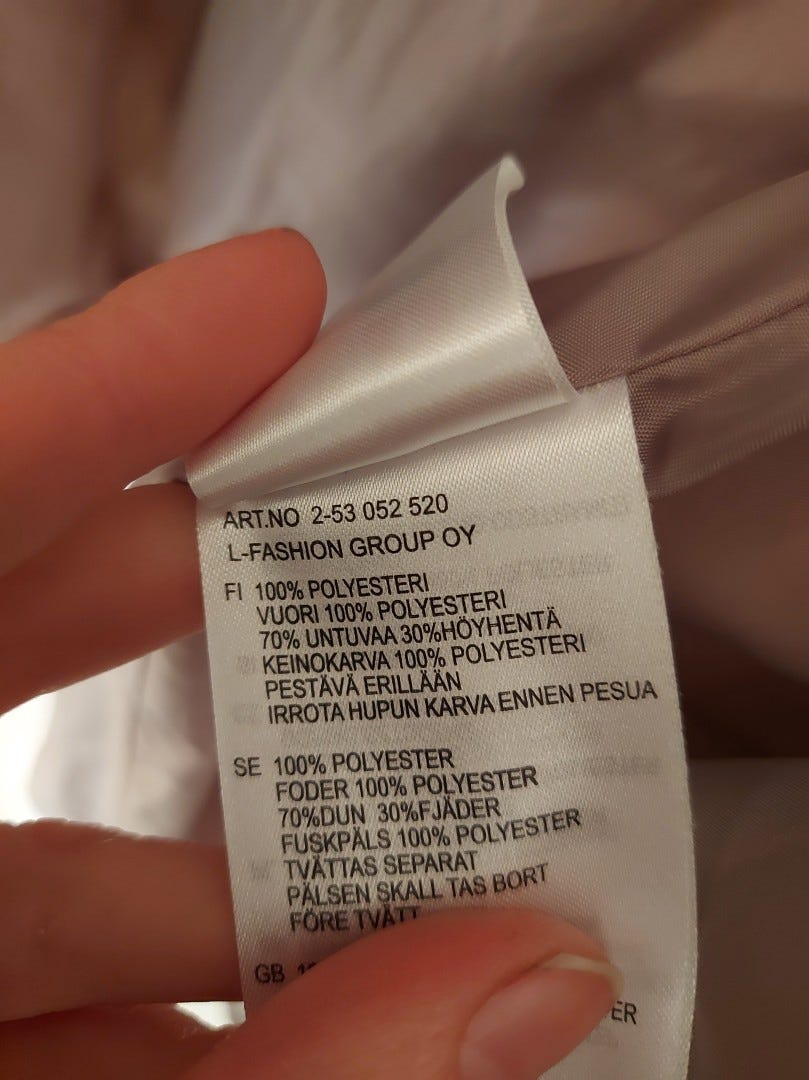 ART.NO 2-53 052 520
L-FASHION GROUP OY
FI 100% POLYESTERI
VUORI 100% POLYESTERI
70% UNTUVAA 30%HÖYHENTÄ
KEINOKARVA 100% POLYESTERI
PESTÄVÄ ERILLÄÄN
IRROTA HUPUN KARVA ENNEN PESUA
SE 100% POLYESTER
FODER 100% POLYESTER
70%DUN 30%FJÄDER
FUSKPÄLS 100% POLYESTER
TVÄTTAS SEPARAT
PÄLSEN SKALL TAS BORT
FÖRE TVÄTT
GB